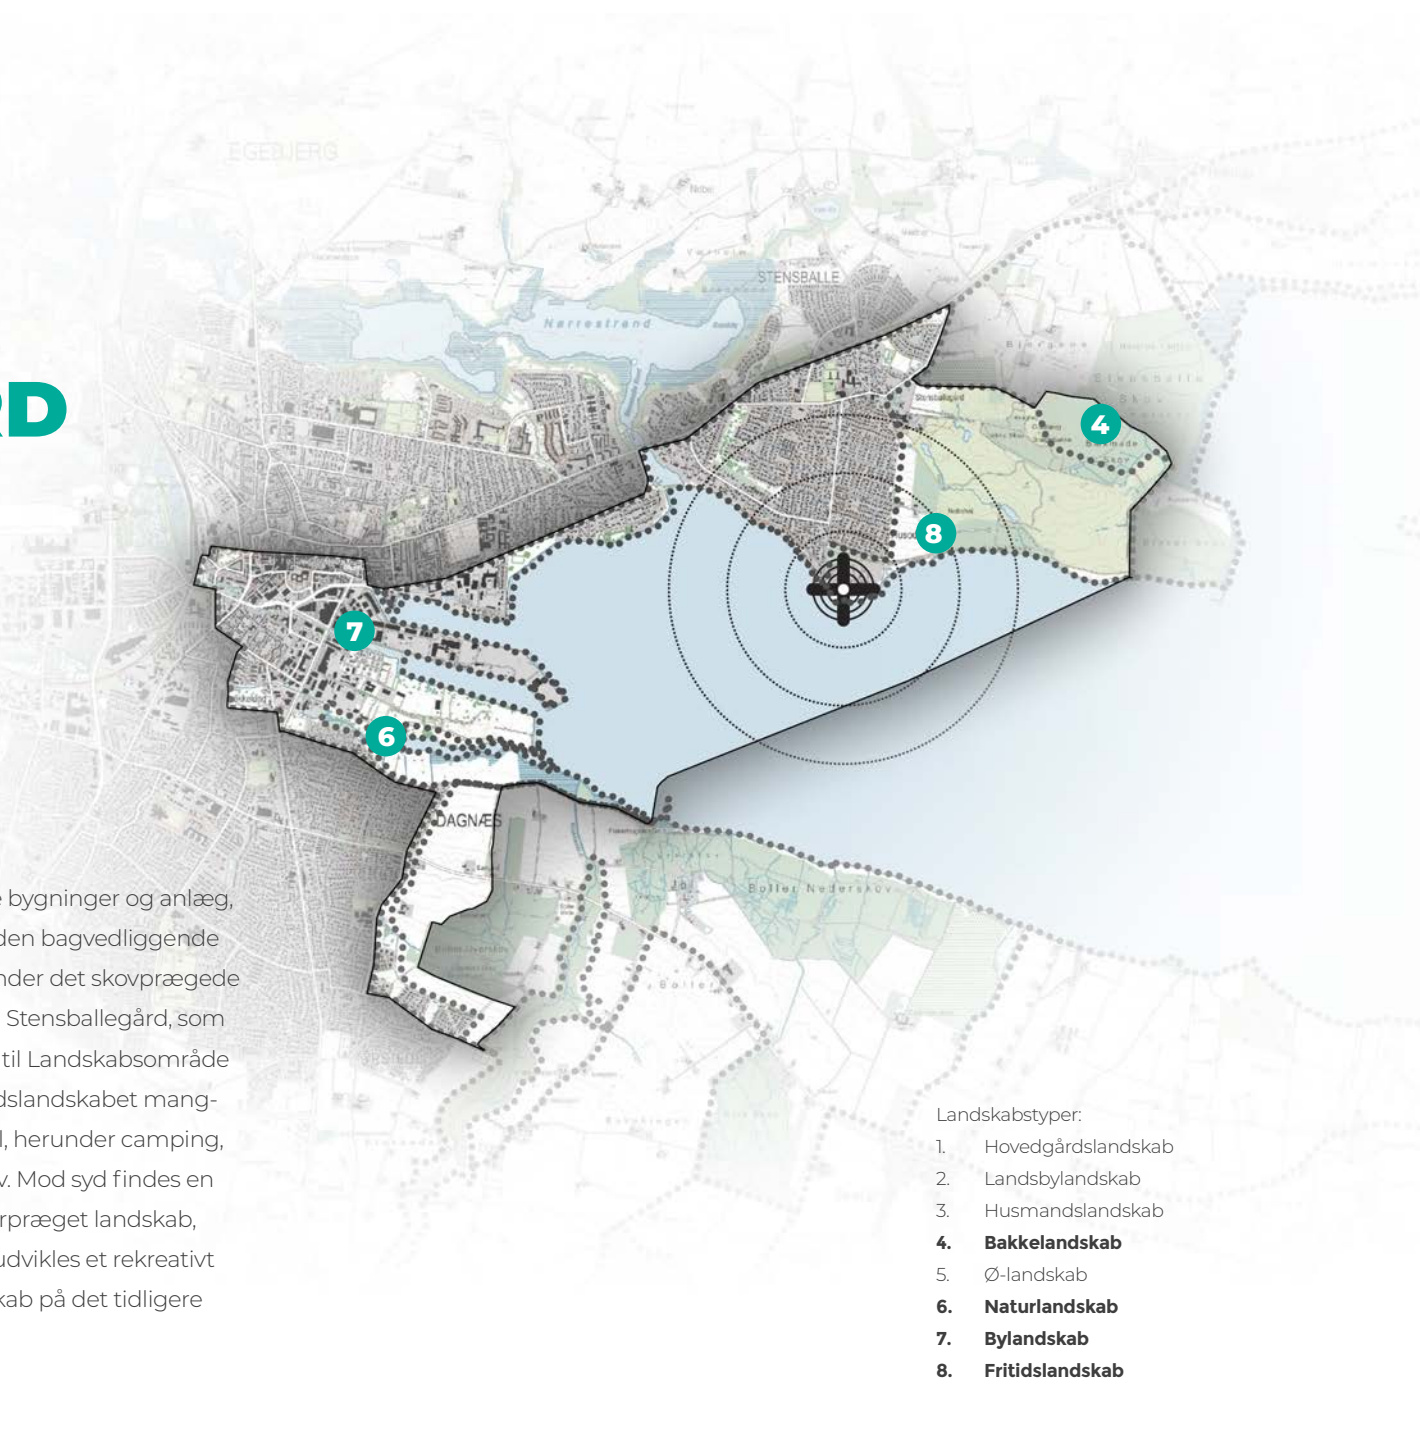 EGEBJERG
Nørrestrand
STENSBALLE
Stensballegård
RD
4
8
7
6
DAGNÆS
Boller Nederskov
Boller
e bygninger og anlæg,
den bagvedliggende
nder det skovprægede
Stensballegård, som
til Landskabsområde
dslandskabet mang-
l, herunder camping,
v. Mod syd findes en
rpræget landskab,
udvikles et rekreativt
kab på det tidligere
Landskabstyper:
1. Hovedgårdslandskab
2. Landsbylandskab
3. Husmandslandskab
4. Bakkelandskab
5. Ø-landskab
6. Naturlandskab
7. Bylandskab
8. Fritidslandskab